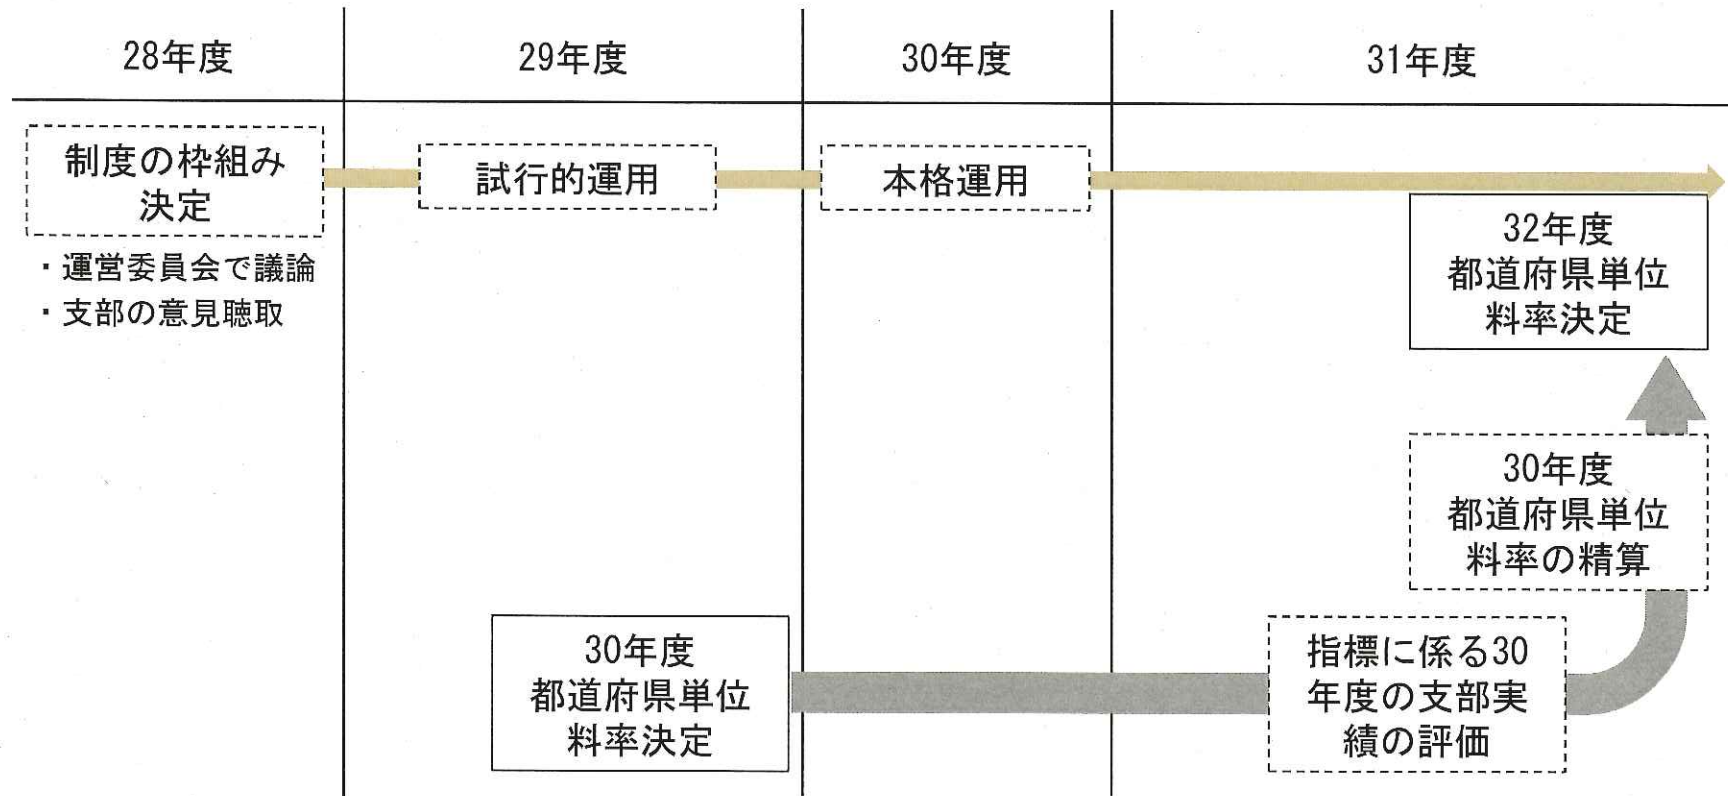 28年度
29年度
30年度
31年度
制度の枠組み
決定
・運営委員会で議論
・支部の意見聴取
試行的運用
本格運用
32年度
都道府県単位
料率決定
30年度
都道府県単位
料率の精算
30年度
都道府県単位
料率決定
指標に係る30
年度の支部実
績の評価